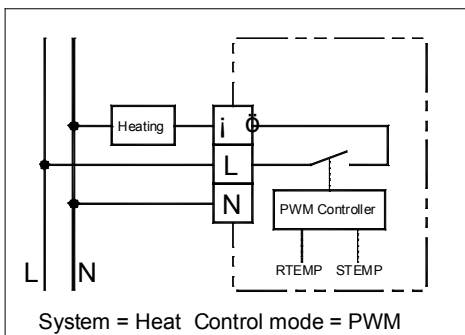 Heating
¡ Ö
L
N
PWM Controller
RTEMP STEMP
L N
System = Heat Control mode = PWM